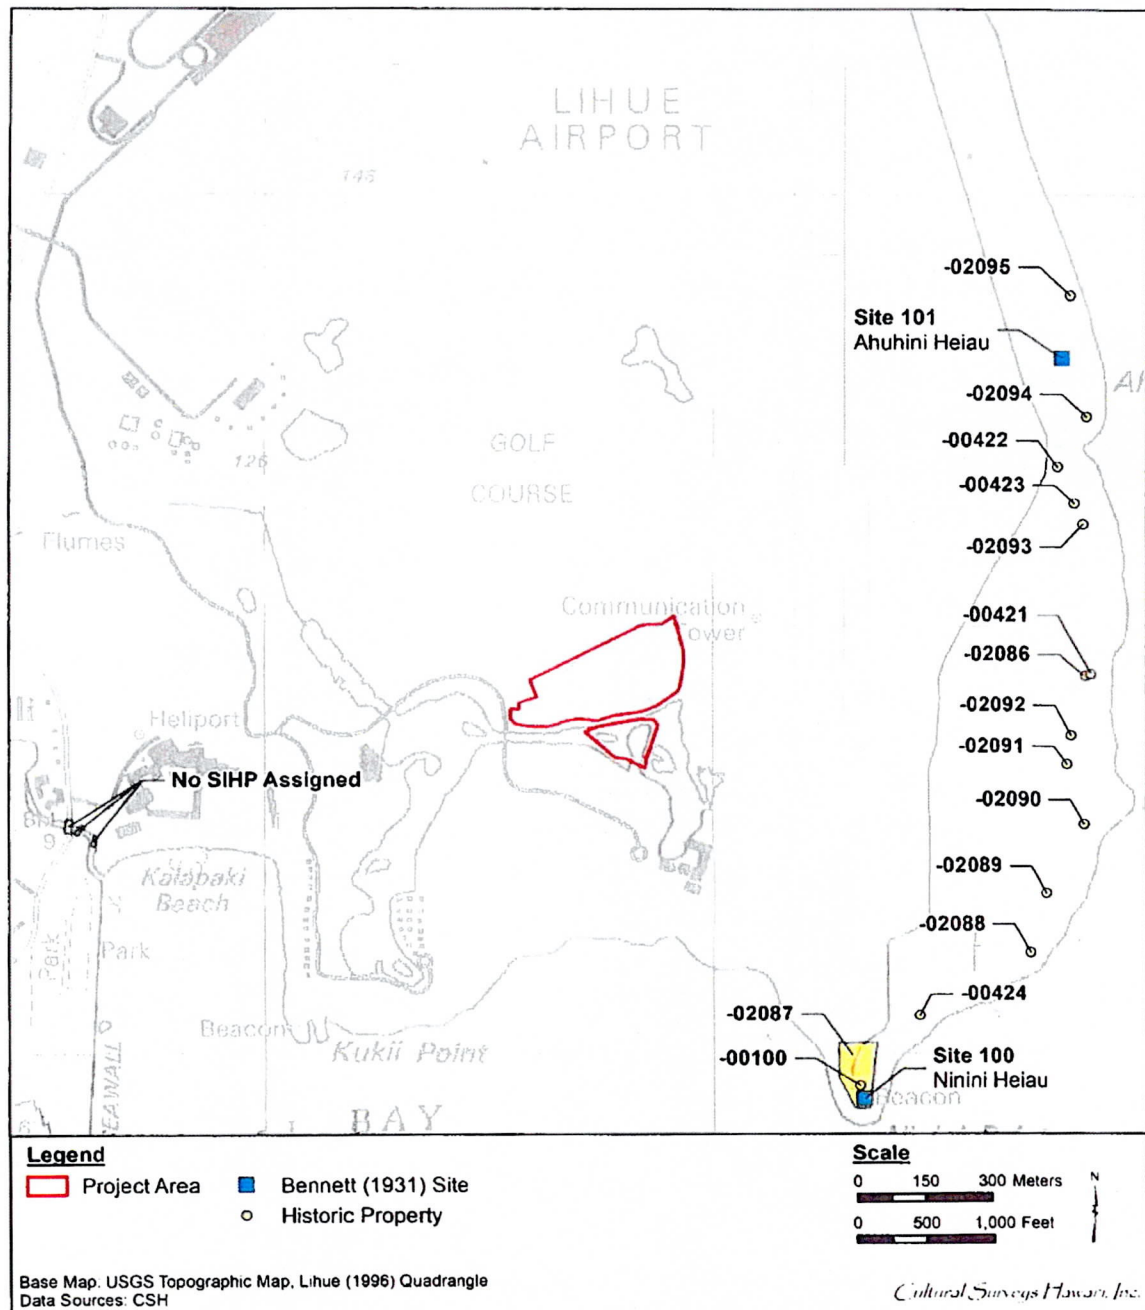 LIHUE
AIRPORT
148
-02095
Site 101
Ahuhini Heiau
-02094
-00422
GOLF
126
-00423
COURSE
Flumes
-02093
Communication
Tower
-00421
-02086
-02092
Heliport
-02091
No SIHP Assigned
-02090
9
Kalapaki
Beach
-02089
-02088
Park
Park
-00424
-02087
Beacon
Kukii Point
-00100
Site 100
Ninini Heiau
Beacon
SEAWALL
BAY
Legend
Project Area
Bennett (1931) Site
Historic Property
Scale
0 150 300 Meters
N
0 500 1,000 Feet
Base Map: USGS Topographic Map, Lihue (1996) Quadrangle
Data Sources: CSH
Cultural Surveys Hawaii, Inc.